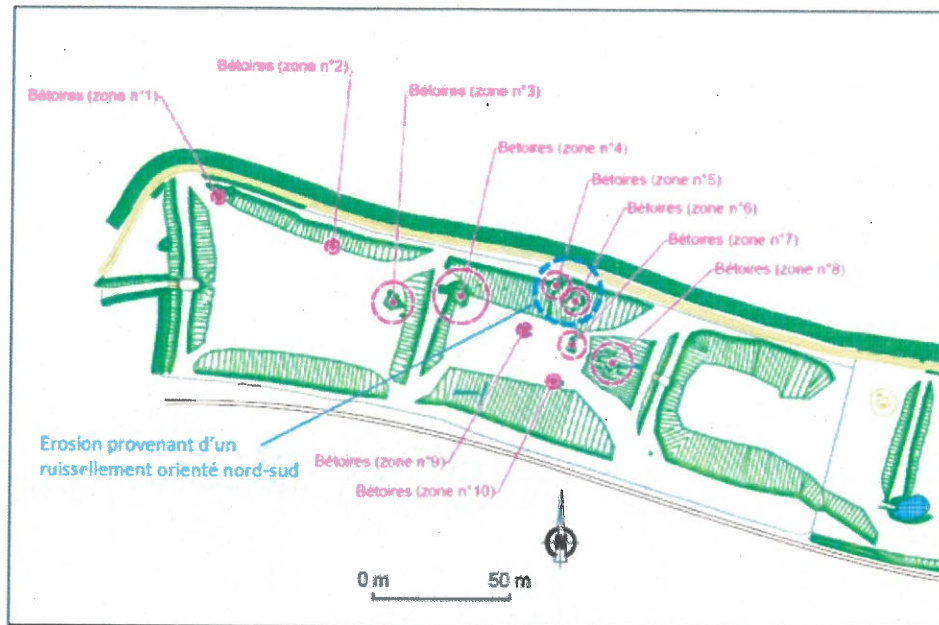 Bétoires (zone n°2)
Bétoires (zone n°1)
Bétoires (zone n°3)
Bétoires (zone n°4)
Bétoires (zone n°5)
Bétoires (zone n°6)
Bétoires (zone n°7)
Bétoires (zone n°8)
Erosion provenant d'un
ruissellement orienté nord-sud
Bétoires (zone n°9)
Bétoires (zone n°10)
0 m 50 m